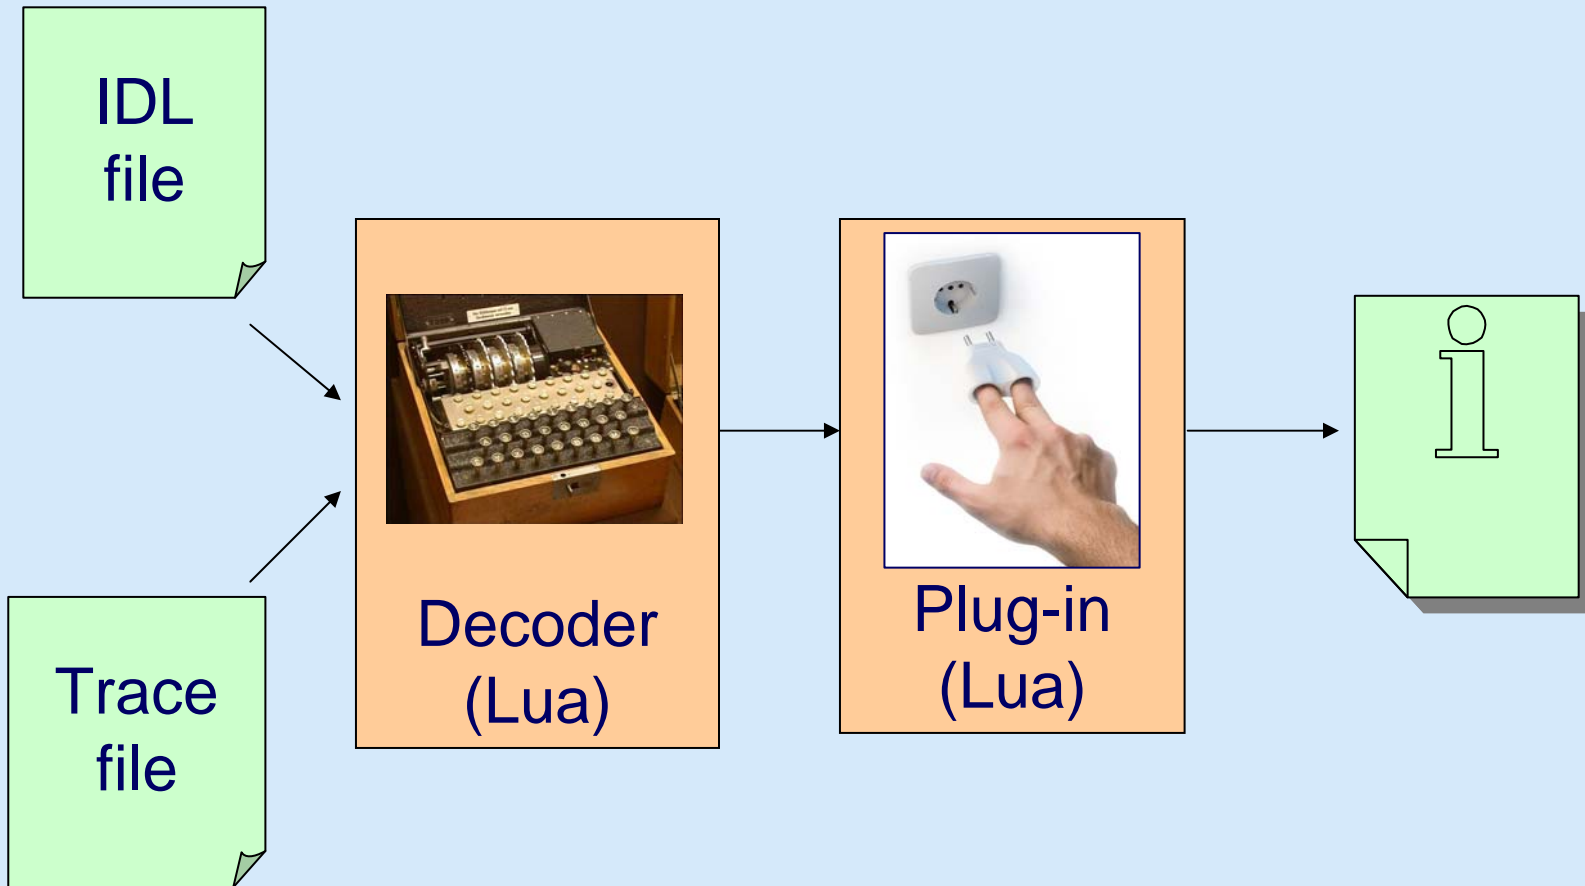 IDL
file
Decoder
(Lua)
Plug-in
(Lua)
i
Trace
file